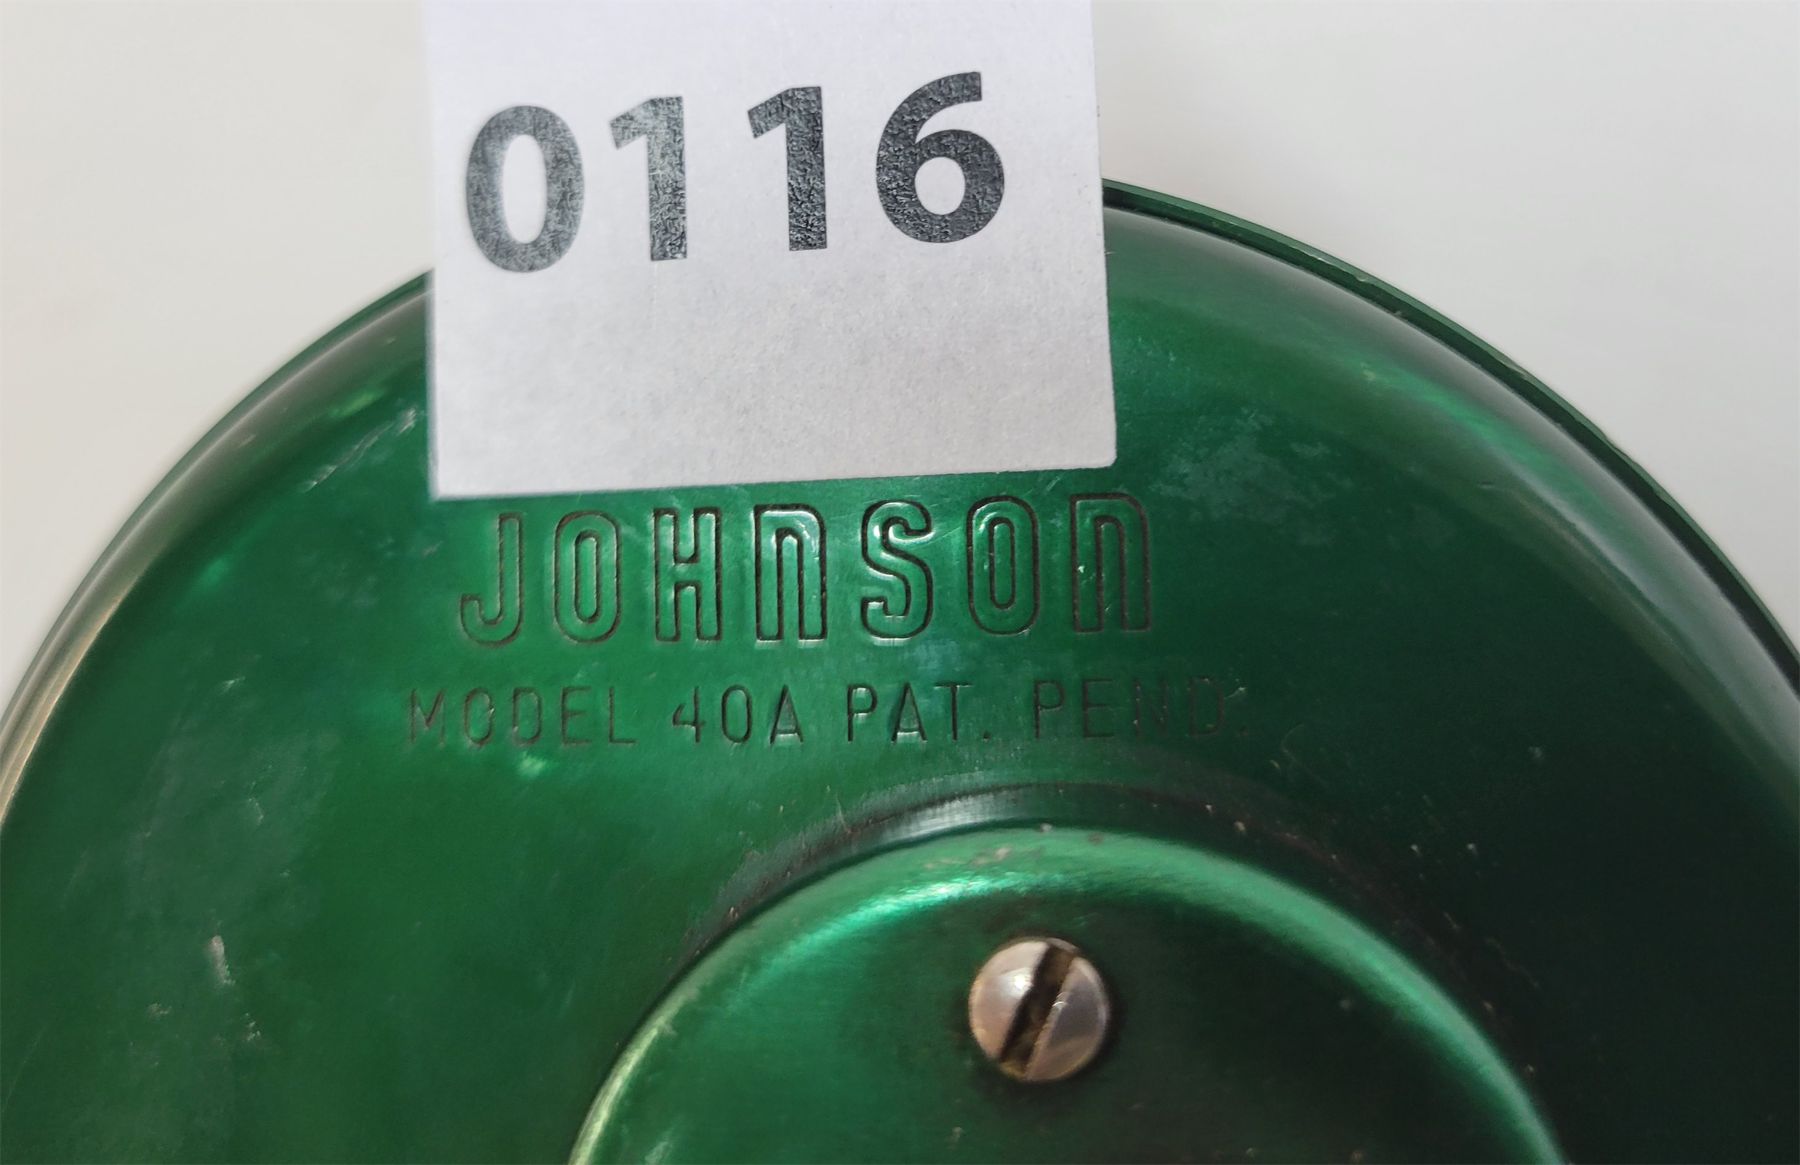 0116
JOHNSON
MODEL 40A PAT. PEND.